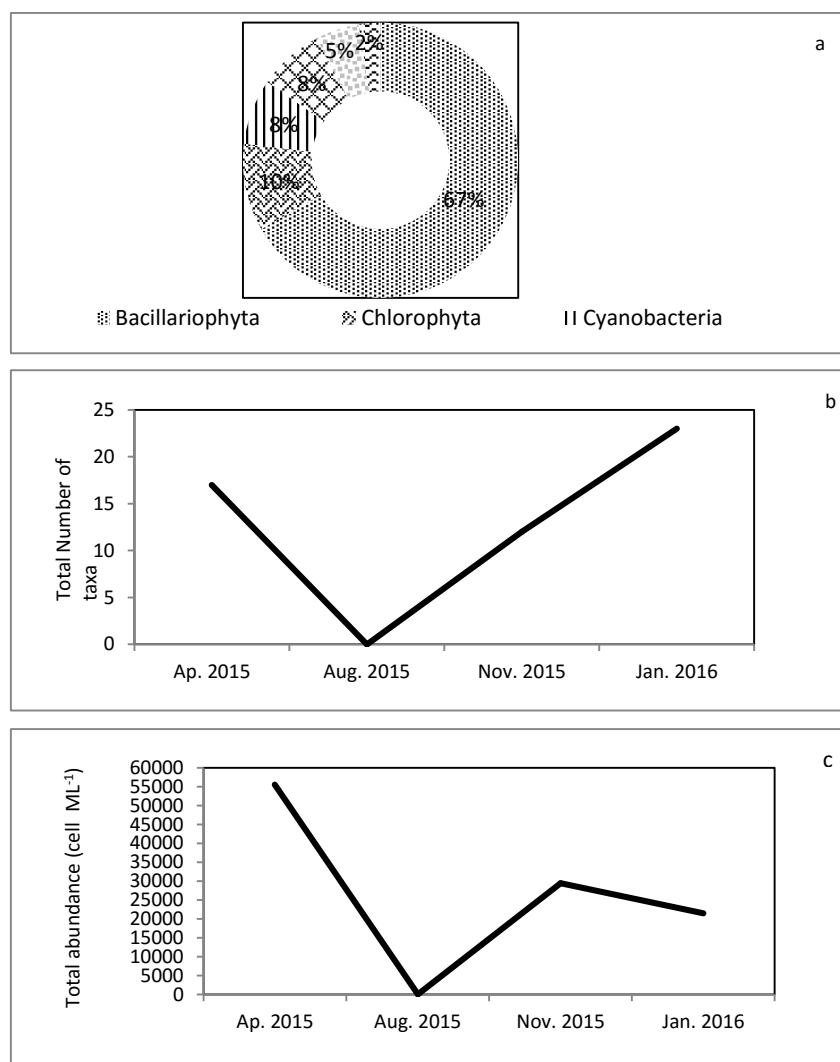 a
5% 2%
8%
8%
10%
67%
Bacillariophyta Chlorophyta Cyanobacteria
b
25
20
15
10
5
0
Total Number of
taxa
Ap. 2015 Aug. 2015 Nov. 2015 Jan. 2016
c
60000
55000
50000
45000
40000
35000
30000
25000
20000
15000
10000
5000
0
Total abundance (cell ML-1)
Ap. 2015 Aug. 2015 Nov. 2015 Jan. 2016